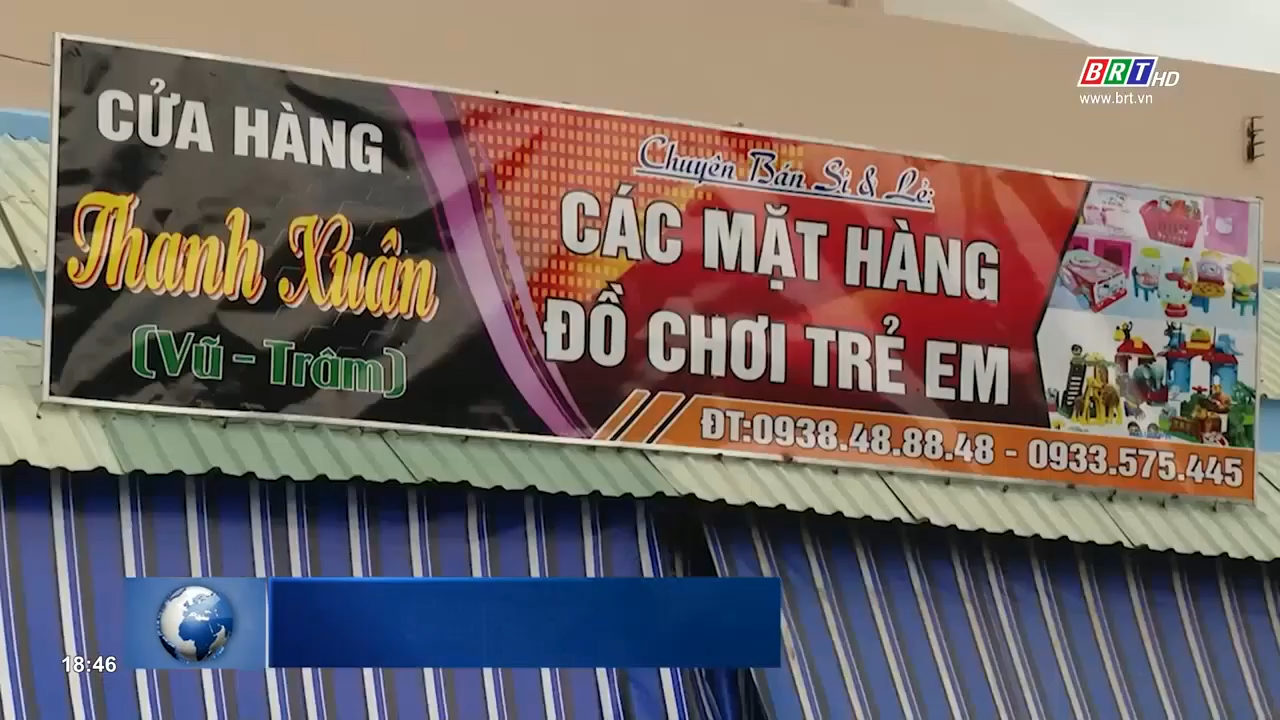 BRT HD
www.brt.vn
CỬA HÀNG
Thanh Xuân
(Vũ - Trâm)
Chuyên Bán Sỉ & Lẻ:
CÁC MẶT HÀNG
ĐỒ CHƠI TRẺ EM
ĐT:0938.48.88.48 - 0933.575.445
18:46